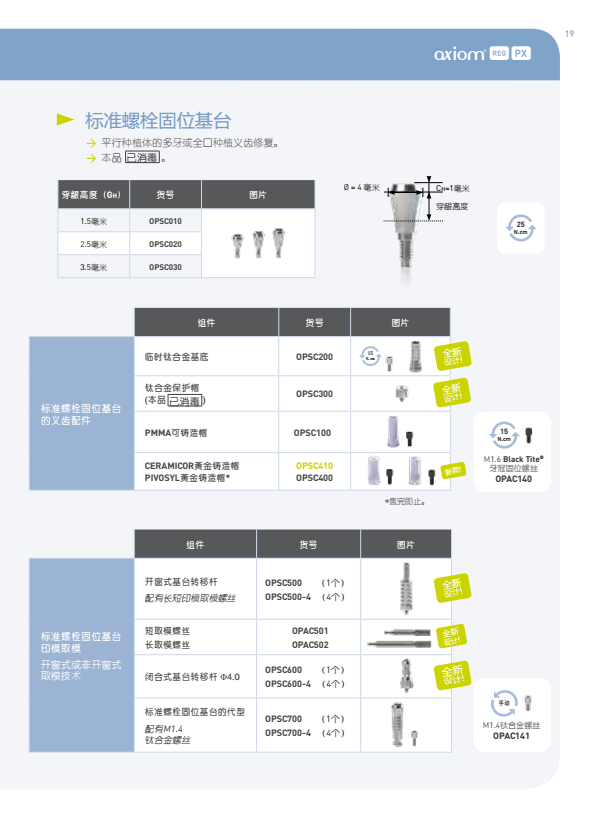 19
axiom® REG PX
标准螺栓固位基台
→ 平行种植体的多牙或全口种植义齿修复。
→ 本品 已消毒 。
穿龈高度（GH） 货号 图片
1.5毫米 OPSC010
2.5毫米 OPSC020
3.5毫米 OPSC030
Ø = 4 毫米
CH=1毫米
穿龈高度
25
N.cm
组件 货号 图片
标准螺栓固位基台
的义齿配件
临时钛合金基底 OPSC200
15
N.cm
全新
设计!
钛合金保护帽
(本品 已消毒) OPSC300
全新
设计!
PMMA可铸造帽 OPSC100
CERAMICOR黄金铸造帽 OPSC410
PIVOSYL黄金铸造帽* OPSC400
*售完即止。
15
N.cm
M1.6 Black Tite®
牙冠固位螺丝
OPAC140
组件 货号 图片
标准螺栓固位基台
印模取模
开窗式或非开窗式
取模技术
开窗式基台转移杆 OPSC500 （1个）
配有长短印模取模螺丝 OPSC500-4 （4个）
全新
设计!
短取模螺丝 OPAC501
长取模螺丝 OPAC502
全新
设计!
闭合式基台转移杆 Φ4.0
OPSC600 （1个）
OPSC600-4 （4个）
全新
设计!
标准螺栓固位基台的代型
配有M1.4
钛合金螺丝
OPSC700 （1个）
OPSC700-4 （4个）
手动
M1.4钛合金螺丝
OPAC141